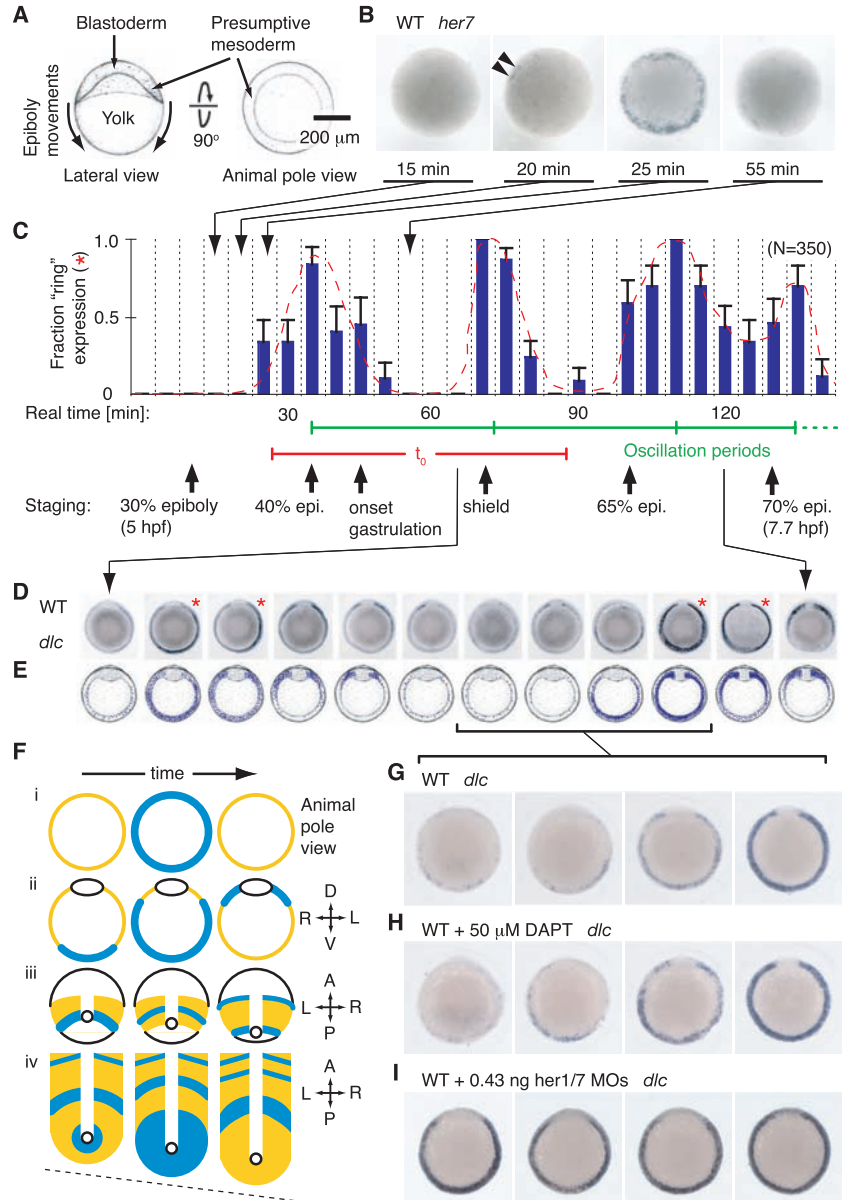 A
Blastoderm
Presumptive
mesoderm
Epiboly
movements
Yolk
90o
200 μm
Lateral view
Animal pole view
B
WT her7
15 min
20 min
25 min
55 min
C
Fraction “ring”
expression (*)
1.0
0.5
0
(N=350)
Real time [min]:
30
60
90
120
t0
Oscillation periods
Staging:
30% epiboly
(5 hpf)
40% epi.
onset
gastrulation
shield
65% epi.
70% epi.
(7.7 hpf)
D
WT
dlc
* * * *
E
F
time
i
Animal
pole
view
ii
D
R L
V
iii
A
L R
P
iv
A
L R
P
G
WT dlc
H
WT + 50 μM DAPT dlc
I
WT + 0.43 ng her1/7 MOs dlc